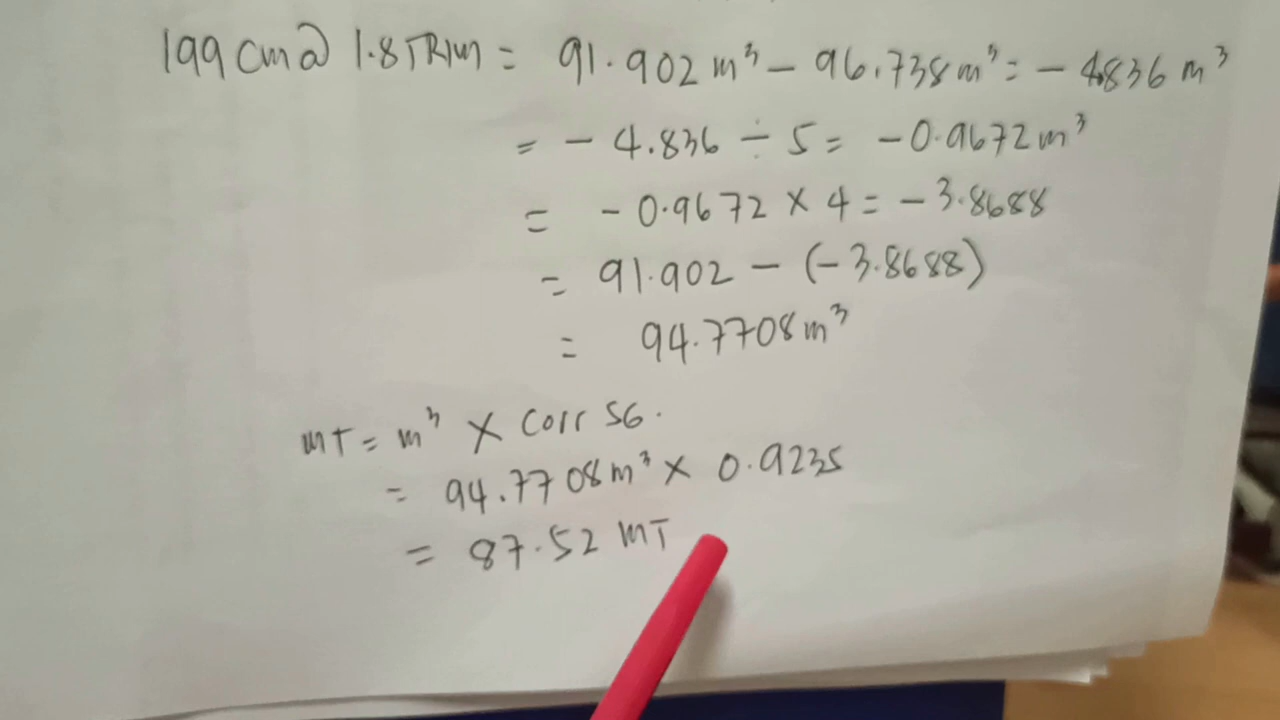 199 cm @ 1.8 TRIM = 91.902 m³ - 96.738 m³ = - 4.836 m³
= - 4.836 ÷ 5 = - 0.9672 m³
= - 0.9672 × 4 = - 3.8688
= 91.902 - (- 3.8688)
= 94.7708 m³
MT = m³ × Corr SG.
= 94.7708 m³ × 0.9235
= 87.52 MT